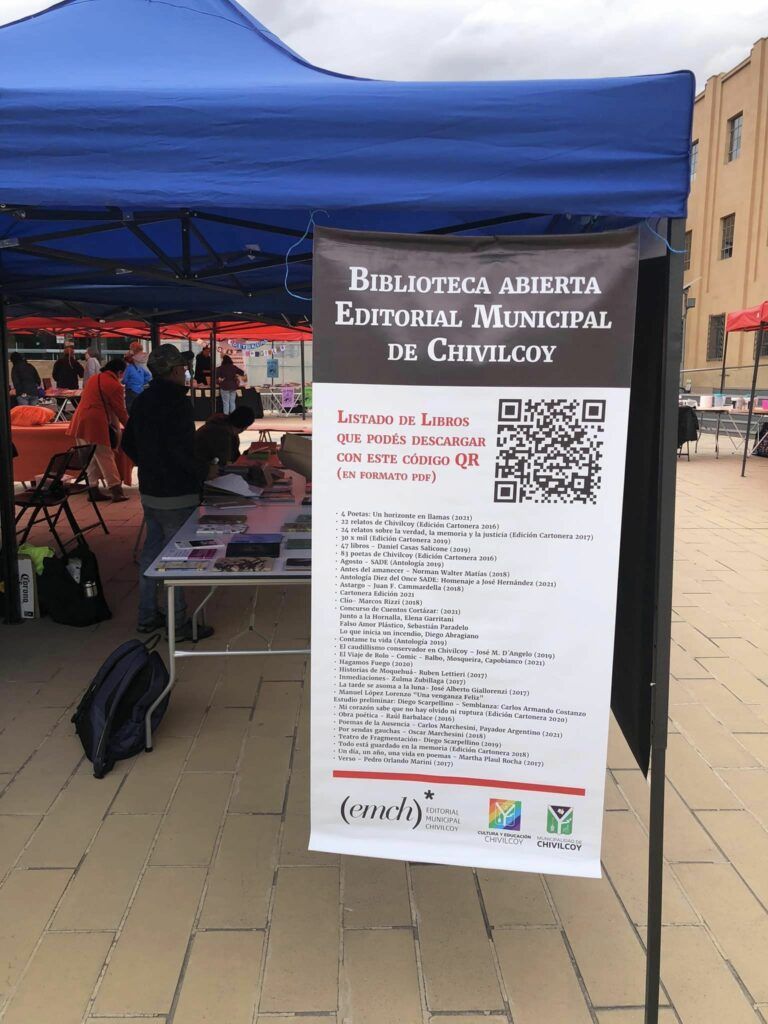 Biblioteca abierta
Editorial Municipal
de Chivilcoy
Listado de Libros
que podés descargar
con este código QR
(en formato pdf)
· 4 Poetas: Un horizonte en llamas (2021)
· 22 relatos de Chivilcoy (Edición Cartonera 2016)
· 24 relatos sobre la verdad, la memoria y la justicia (Edición Cartonera 2017)
· 30 x mil (Edición Cartonera 2019)
· 47 libros – Daniel Casas Salicone (2019)
· 83 poetas de Chivilcoy (Edición Cartonera 2016)
· Agosto – SADE (Antología 2019)
· Antes del amanecer – Norman Walter Matías (2018)
· Antología Diez del Once SADE: Homenaje a José Hernández (2021)
· Astargo – Juan F. Cammardella (2018)
· Cartonera Edición 2021
· Clío– Marcos Rizzi (2018)
· Concurso de Cuentos Cortázar: (2021)
Junto a la Hornalla, Elena Garritani
Falso Amor Plástico, Sebastián Paradelo
Lo que inicia un incendio, Diego Abragiano
· Contame tu vida (Antología 2019)
· El caudillismo conservador en Chivilcoy – José M. D'Angelo (2019)
· El Viaje de Rolo – Comic – Balbo, Mosqueira, Capobianco (2021)
· Hagamos Fuego (2020)
· Historias de Moquehuá– Ruben Lettieri (2017)
· Inmediaciones– Zulma Zubillaga (2017)
· La tarde se asoma a la luna– José Alberto Giallorenzi (2017)
· Manuel López Lorenzo "Una venganza Feliz"
Estudio preliminar: Diego Scarpellino – Semblanza: Carlos Armando Costanzo
· Mi corazón sabe que no hay olvido ni ruptura (Edición Cartonera 2020)
· Obra poética – Raúl Barbalace (2016)
· Poemas de la Ausencia – Carlos Marchesini, Payador Argentino (2021)
· Por sendas gauchas – Oscar Marchesini (2018)
· Teatro de Fragmentación– Diego Scarpellino (2019)
· Todo está guardado en la memoria (Edición Cartonera 2018)
· Un día, un año, una vida en poemas – Martha Plaul Rocha (2017)
· Verso – Pedro Orlando Marini (2017)
(emch)*
EDITORIAL
MUNICIPAL
CHIVILCOY
CULTURA Y EDUCACIÓN
CHIVILCOY
MUNICIPALIDAD DE
CHIVILCOY
Corona